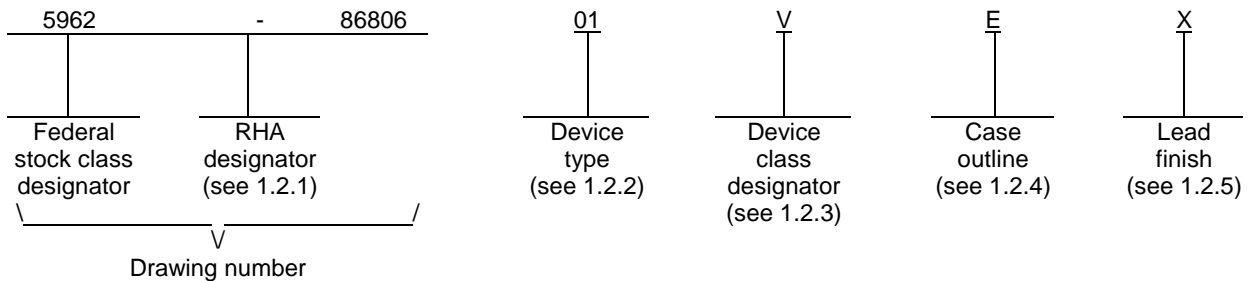 5962 - 86806 01 V E X
Federal RHA Device Device Case Lead
stock class designator type class outline finish
designator (see 1.2.1) (see 1.2.2) designator (see 1.2.4) (see 1.2.5)
(see 1.2.3)
\ /
\/
Drawing number